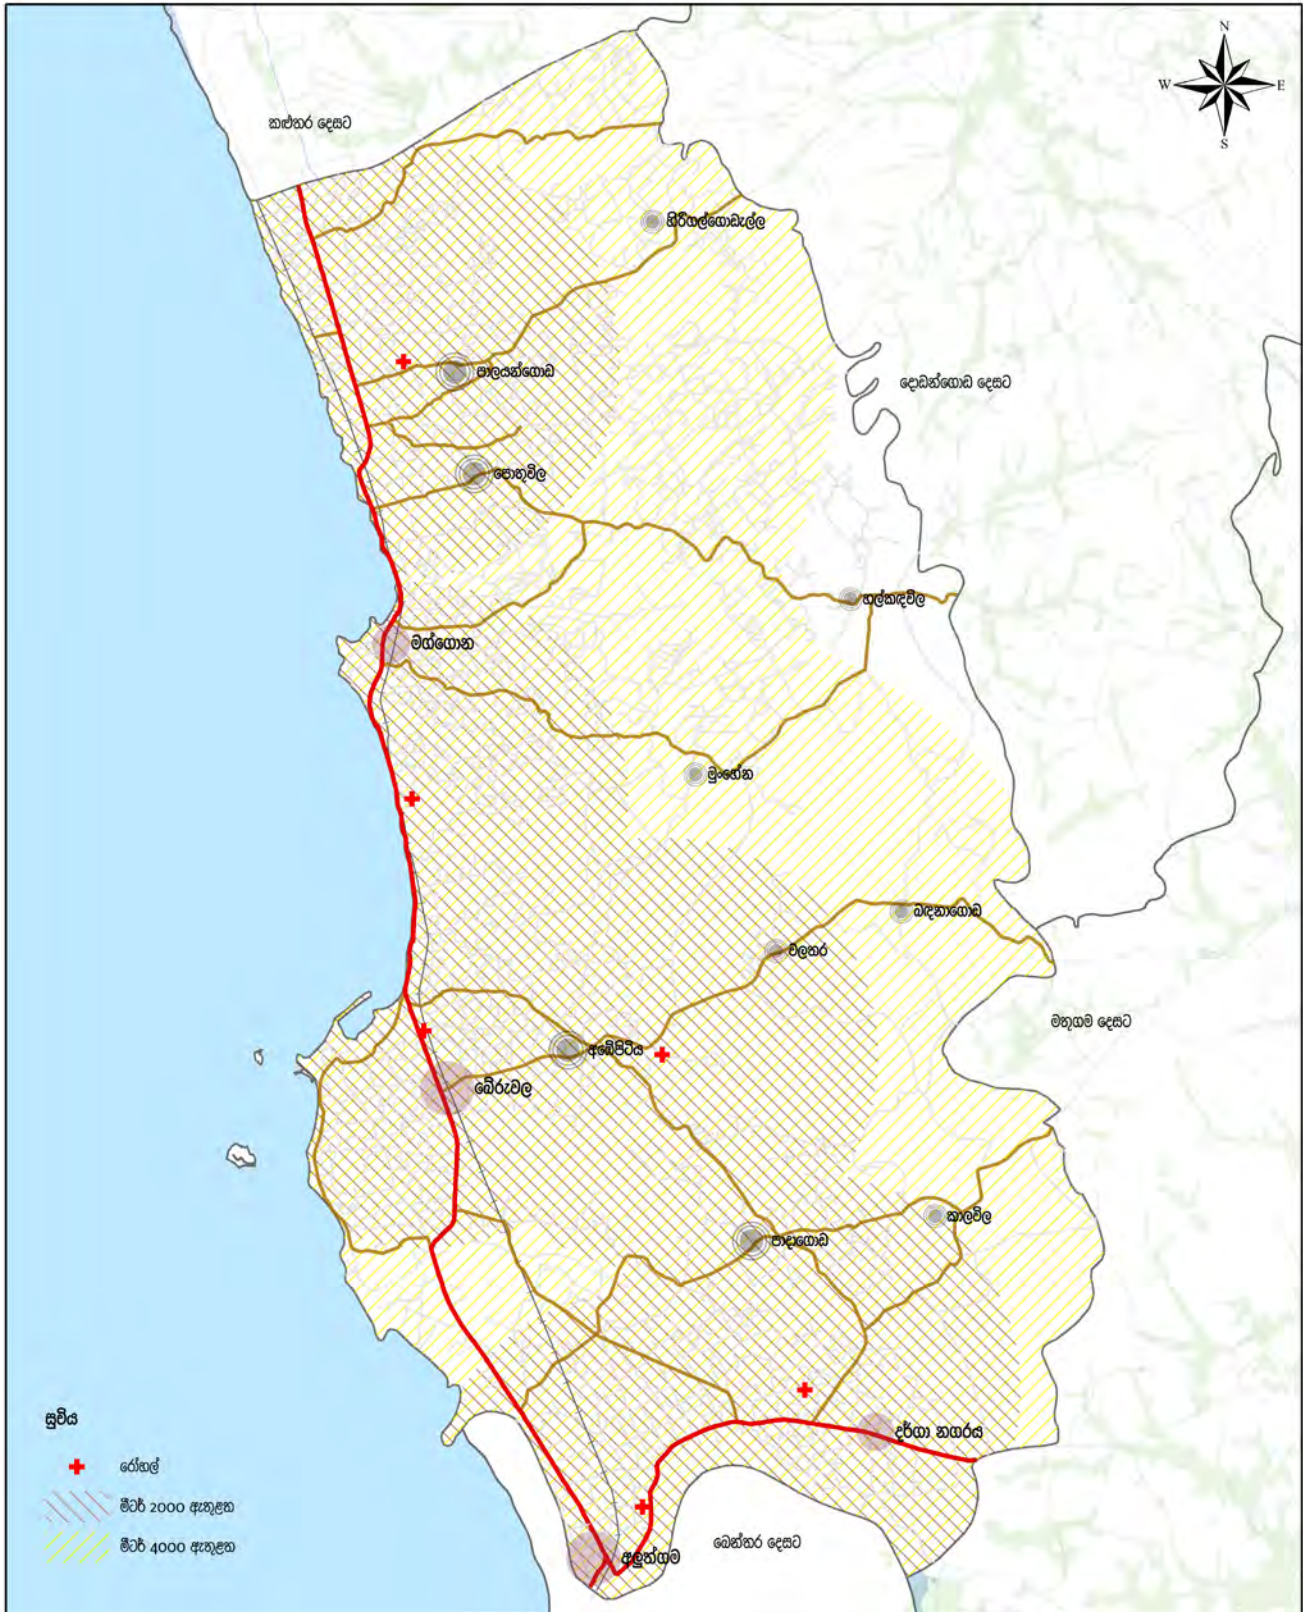 N
W
E
S
කළුතර දෙසට
හිරිගල්ගොඩැල්ල
පාලයන්ගොඩ
දොඩන්ගොඩ දෙසට
පොතුවිල
හල්කඳවිල
මග්ගොන
මුංහේන
බඳනාගොඩ
වලතර
මතුගම දෙසට
අඹේපිටිය
බේරුවල
කාලවිල
පාදාගොඩ
සුවිය
දර්ගා නගරය
රෝහල්
මීටර් 2000 ඇතුළත
මීටර් 4000 ඇතුළත
බෙන්තර දෙසට
අලුත්ගම